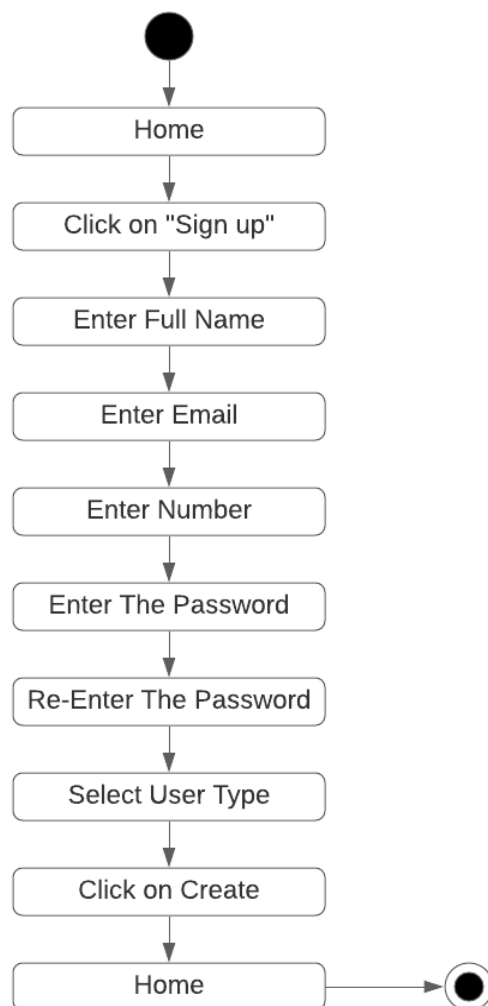 Home
Click on "Sign up"
Enter Full Name
Enter Email
Enter Number
Enter The Password
Re-Enter The Password
Select User Type
Click on Create
Home